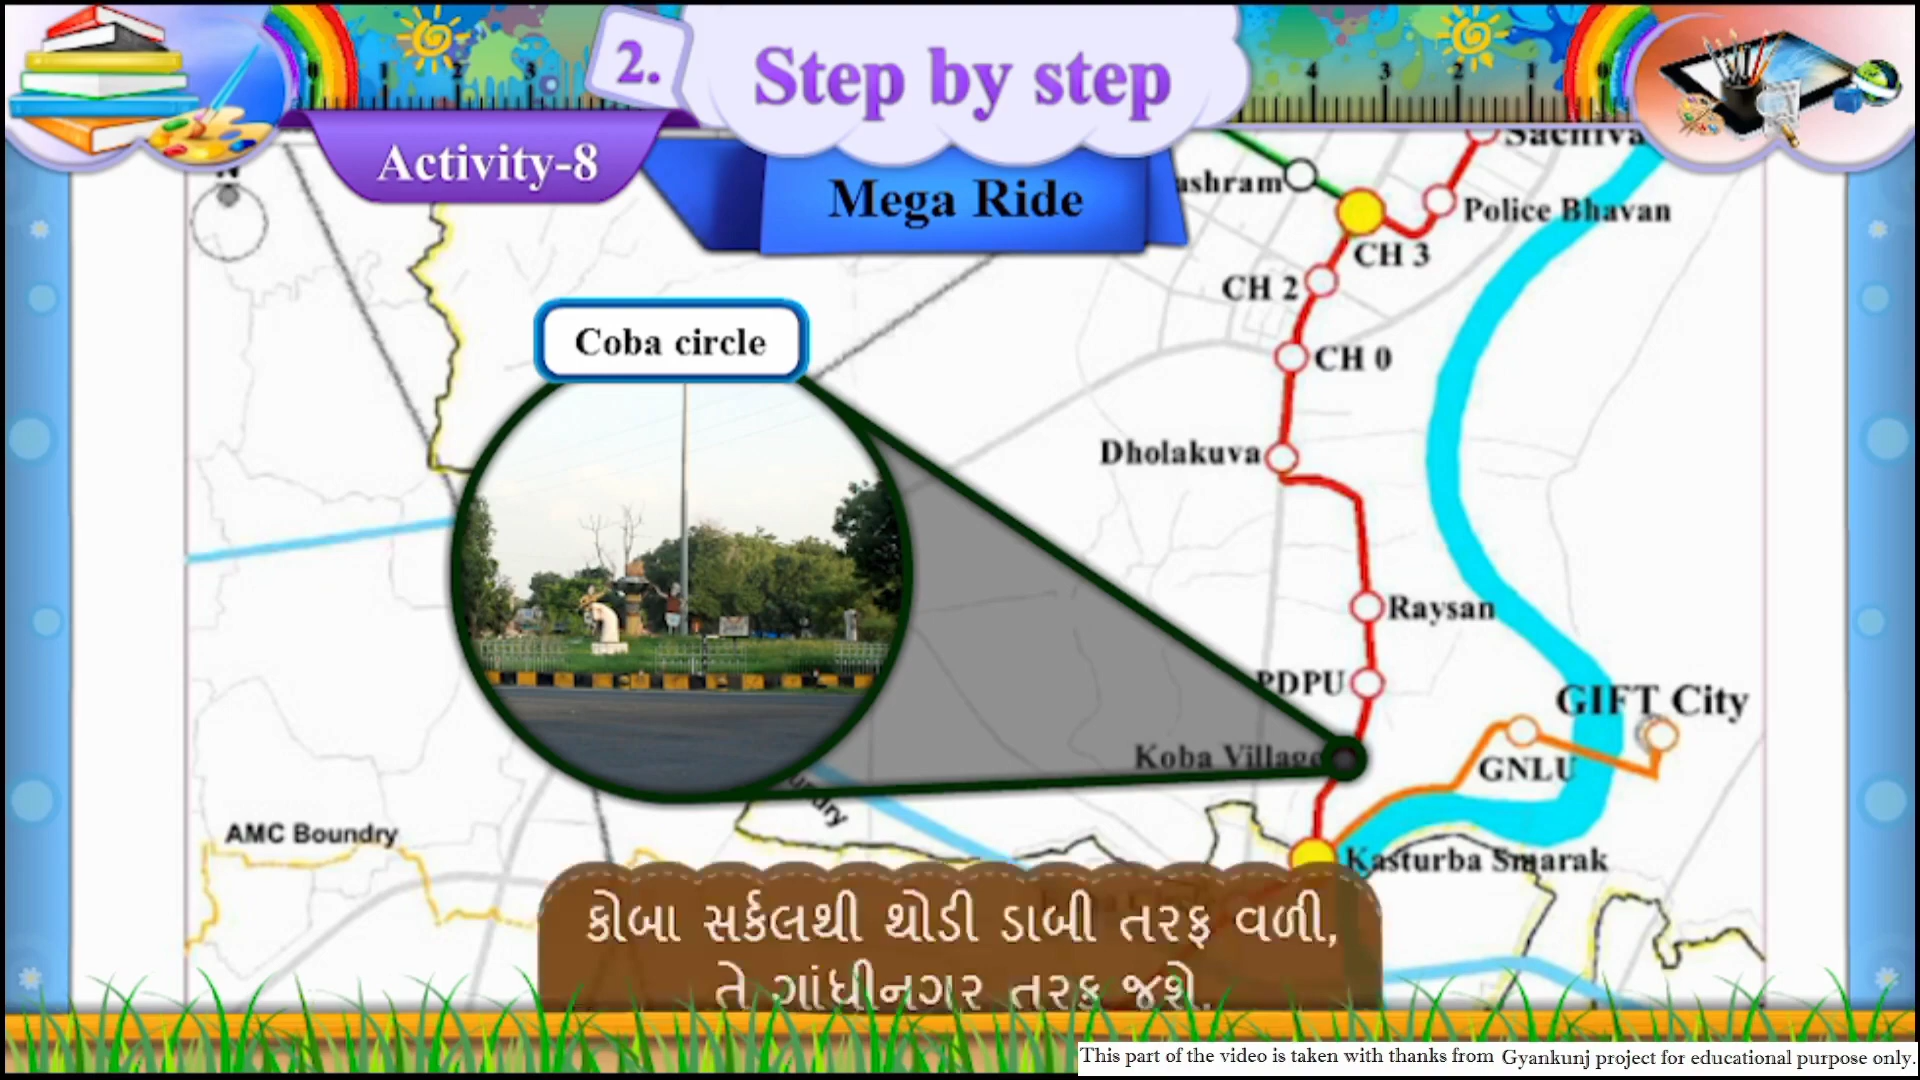 2.
Step by step
Activity-8
Mega Ride
N
ashram
Police Bhavan
CH 3
CH 2
CH 0
Coba circle
Dholakuva
Raysan
PDPU
GIFT City
Koba Village
GNLU
AMC Boundry
Kasturba Smarak
કોબા સર્કલથી થોડી ડાબી તરફ વળી,
તે ગાંધીનગર તરફ જશે.
This part of the video is taken with thanks from Gyankunj project for educational purpose only.